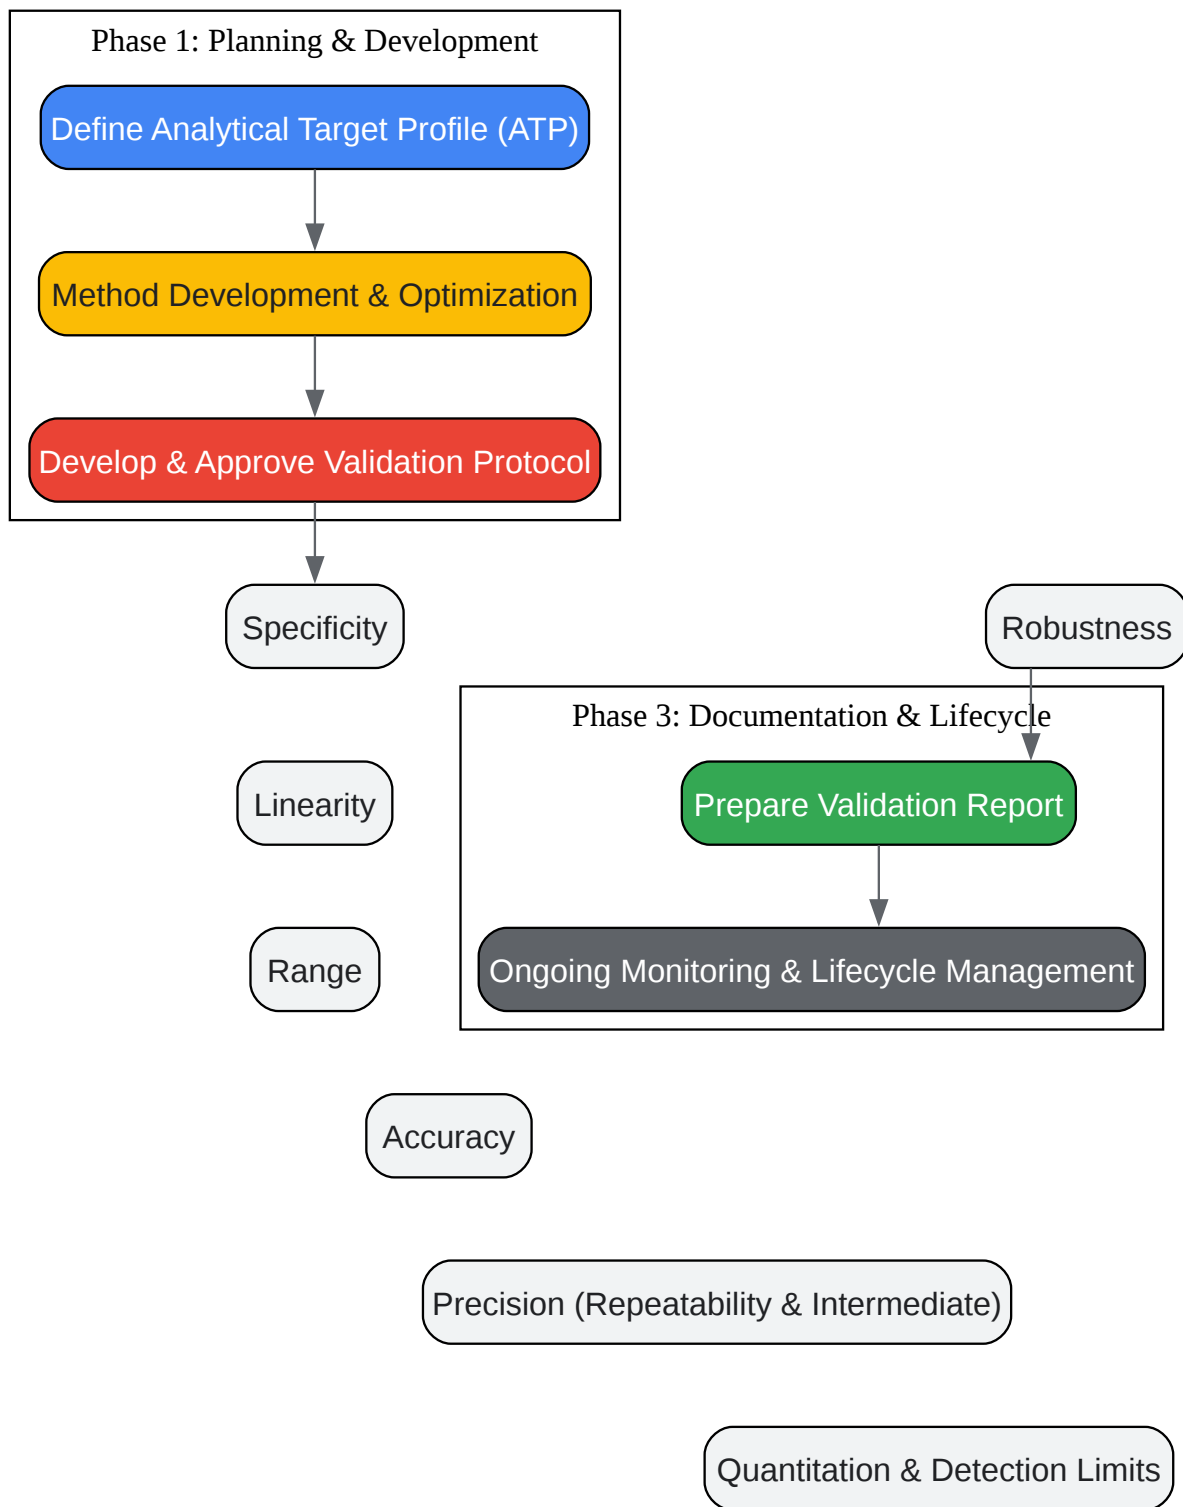 Phase 1: Planning & Development
Define Analytical Target Profile (ATP)
Method Development & Optimization
Develop & Approve Validation Protocol
Specificity
Robustness
Phase 3: Documentation & Lifecycle
Linearity
Prepare Validation Report
Range
Ongoing Monitoring & Lifecycle Management
Accuracy
Precision (Repeatability & Intermediate)
Quantitation & Detection Limits